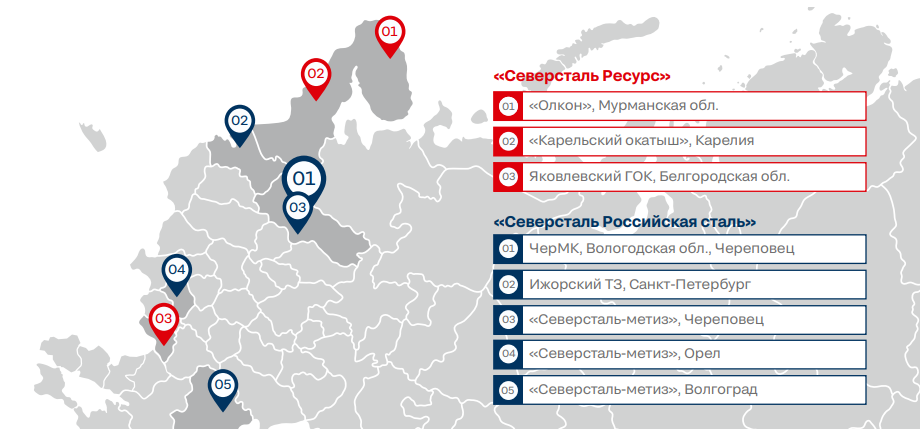 01
02
02
01
03
04
03
05
«Северсталь Ресурс»
01 «Олкон», Мурманская обл.
02 «Карельский окатыш», Карелия
03 Яковлевский ГОК, Белгородская обл.
«Северсталь Российская сталь»
01 ЧерМК, Вологодская обл., Череповец
02 Ижорский ТЗ, Санкт-Петербург
03 «Северсталь-метиз», Череповец
04 «Северсталь-метиз», Орел
05 «Северсталь-метиз», Волгоград